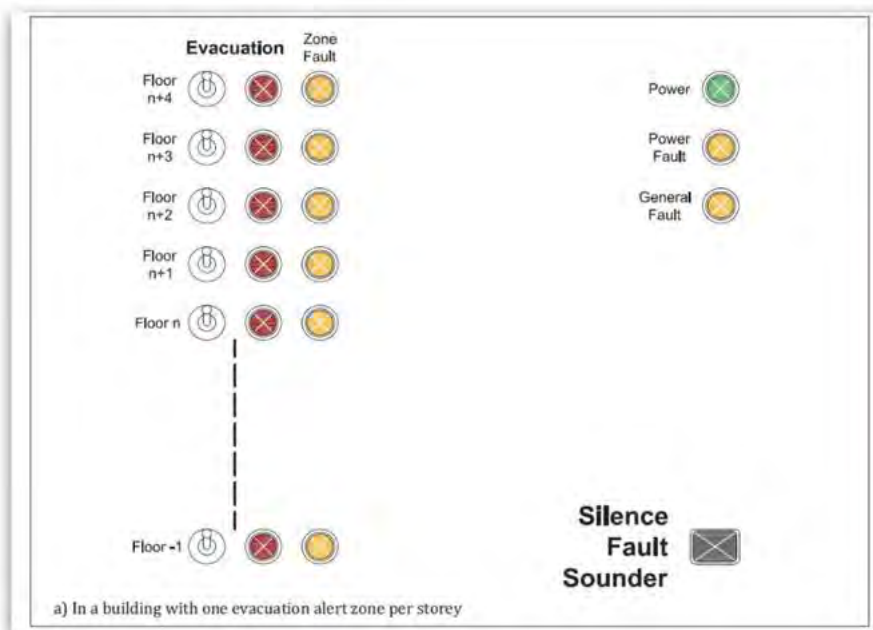 Evacuation
Zone
Fault
Floor
n+4
Floor
n+3
Floor
n+2
Floor
n+1
Floor n
Floor -1
Power
Power
Fault
General
Fault
Silence
Fault
Sounder
a) In a building with one evacuation alert zone per storey